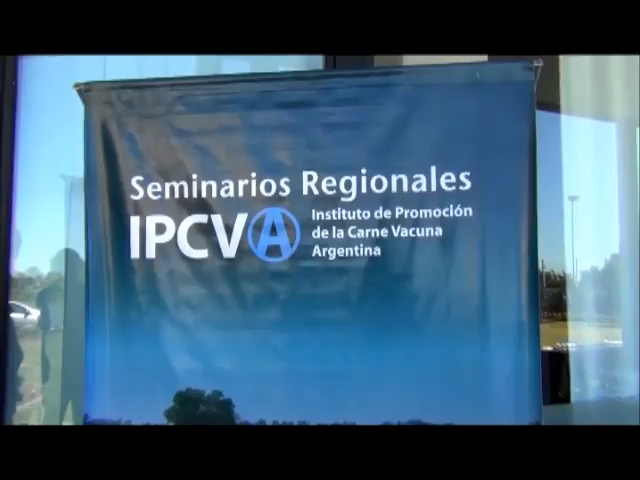 Seminarios Regionales
IPCVA
Instituto de Promoción
de la Carne Vacuna
Argentina